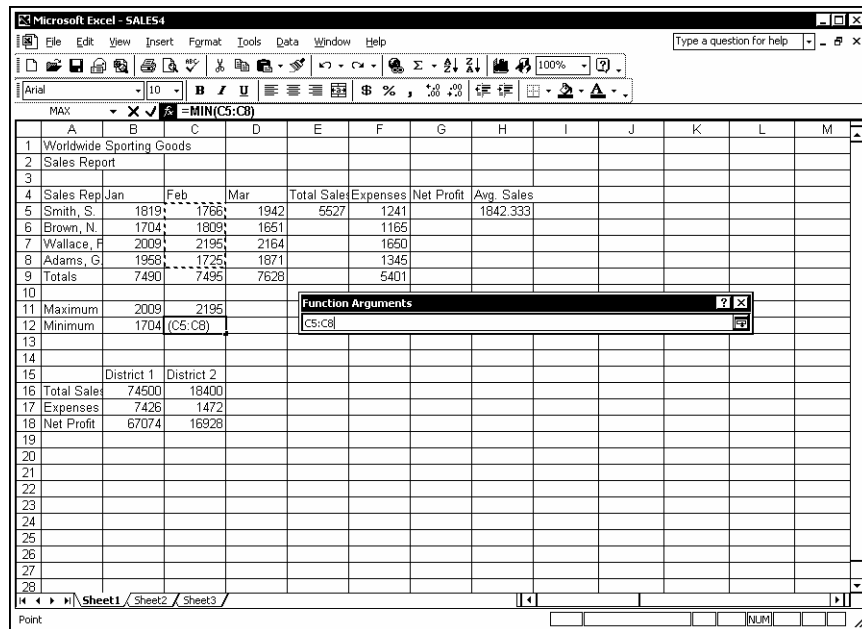 Microsoft Excel - SALES4
File Edit View Insert Format Tools Data Window Help Type a question for help
100%
Arial 10 B I U $ % ,
MAX fx =MIN(C5:C8)
A B C D E F G H I J K L M
1 Worldwide Sporting Goods
2 Sales Report
3
4 Sales Rep Jan Feb Mar Total Sales Expenses Net Profit Avg. Sales
5 Smith, S. 1819 1766 1942 5527 1241 1842.333
6 Brown, N. 1704 1809 1651 1165
7 Wallace, F 2009 2195 2164 1650
8 Adams, G. 1958 1725 1871 1345
9 Totals 7490 7495 7628 5401
10
Function Arguments
11 Maximum 2009 2195
C5:C8
12 Minimum 1704 (C5:C8)
13
14
15 District 1 District 2
16 Total Sales 74500 18400
17 Expenses 7426 1472
18 Net Profit 67074 16928
19
20
21
22
23
24
25
26
27
28
Sheet1 Sheet2 Sheet3
Point NUM